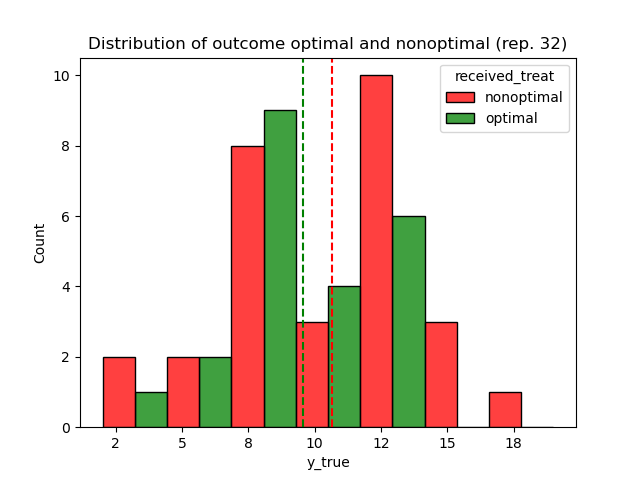 Distribution of outcome optimal and nonoptimal (rep. 32)
received_treat
nonoptimal
optimal
Count
10
8
6
4
2
0
2 5 8 10 12 15 18
y_true